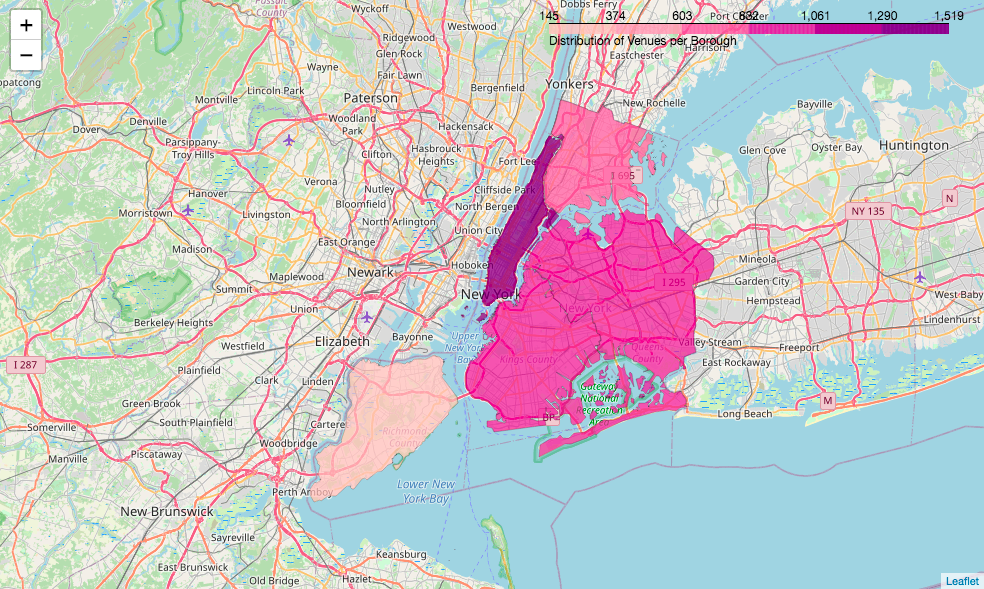 +
−
145 374 603 832 1,061 1,290 1,519
Distribution of Venues per Borough
Dobbs Ferry
Wyckoff
County
Westwood
Ridgewood
Glen Rock
Harrison
Eastchester
Wayne
Fair Lawn
opatcong
Lincoln Park
Bergenfield
Yonkers
Montville
Paterson
New Rochelle
Bayville
Denville
Woodland
Park
Dover
Hackensack
Parsippany-
Troy Hills
Hasbrouck
Heights
Clifton
Fort Lee
Glen Cove
Oyster Bay
Huntington
I 695
Verona
Nutley
Cliffside Park
Hanover
Bloomfield
North Bergen
N
Morristown
Livingston
North Arlington
Union City
NY 135
East Orange
Madison
Hoboken
Mineola
Maplewood
Newark
Summit
I 295
Garden City
West Baby
New York
Hempstead
Union
New York
Lindenhurst
Berkeley Heights
Elizabeth
Bayonne
Upper
New York
Bay
Valley Stream
Freeport
Westfield
Kings County
Queens
County
East Rockaway
I 287
Plainfield
Clark
Linden
Gateway
National
Recreation
Area
M
Green Brook
Long Beach
BP
South Plainfield
Carteret
Somerville
Richmond
County
Woodbridge
Manville
Piscataway
Perth Amboy
Lower New
York Bay
New Brunswick
Sayreville
Keansburg
East Brunswick
Old Bridge
Hazlet
Leaflet